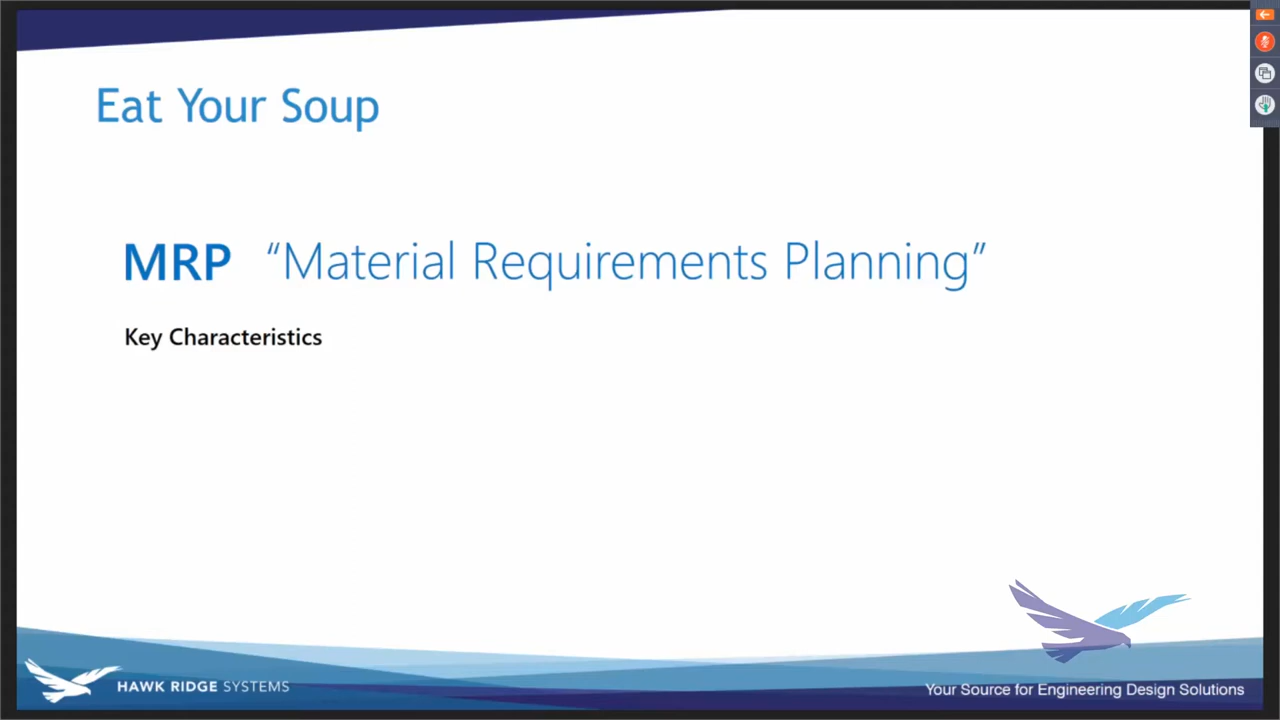 Eat Your Soup
MRP “Material Requirements Planning”
Key Characteristics
HAWK RIDGE SYSTEMS
Your Source for Engineering Design Solutions